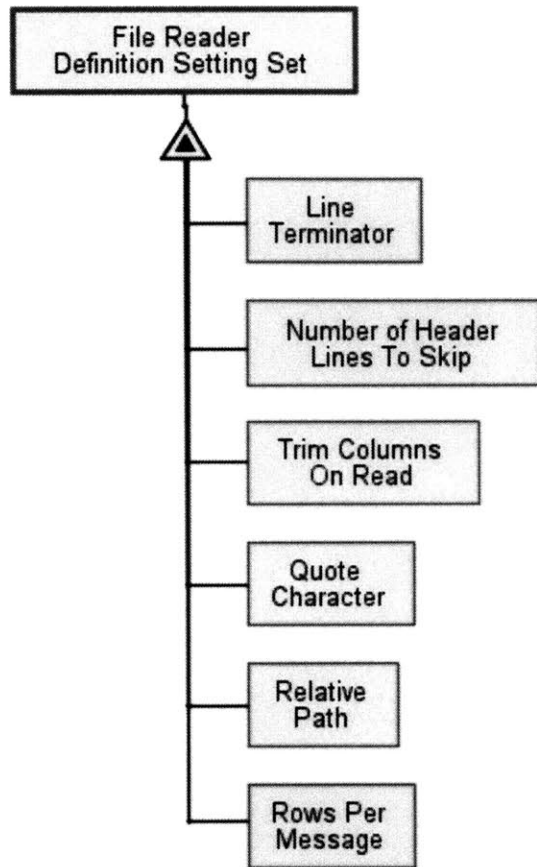 File Reader
Definition Setting Set
Line
Terminator
Number of Header
Lines To Skip
Trim Columns
On Read
Quote
Character
Relative
Path
Rows Per
Message